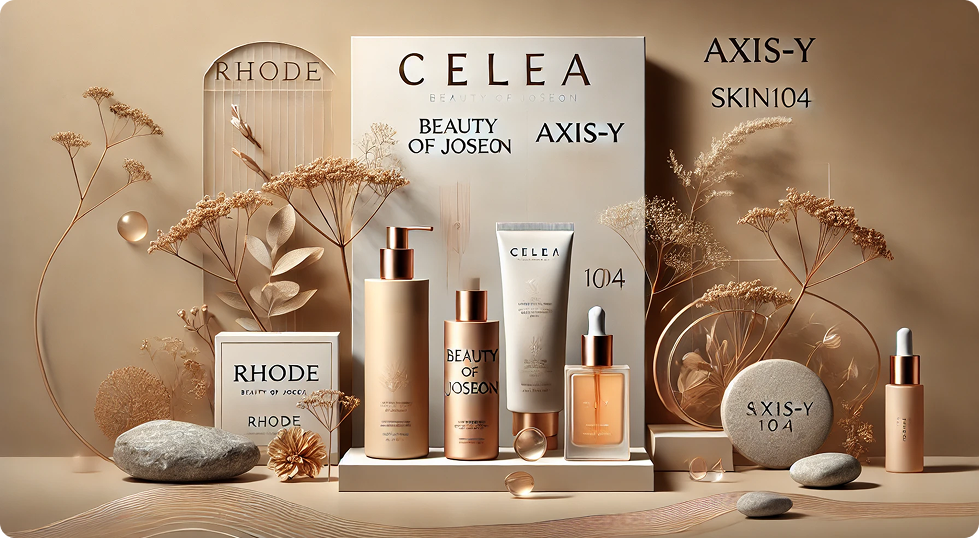 RHODE
CELEA
BEAUTY OF JOSEON
BEAUTY
OF JOSEON
AXIS-Y
AXIS-Y
SKIN104
CELEA
104
BEAUTY
OF
JOSEON
RHODE
BEAUTY OF JOCCA
RHODE
AXIS-Y
104